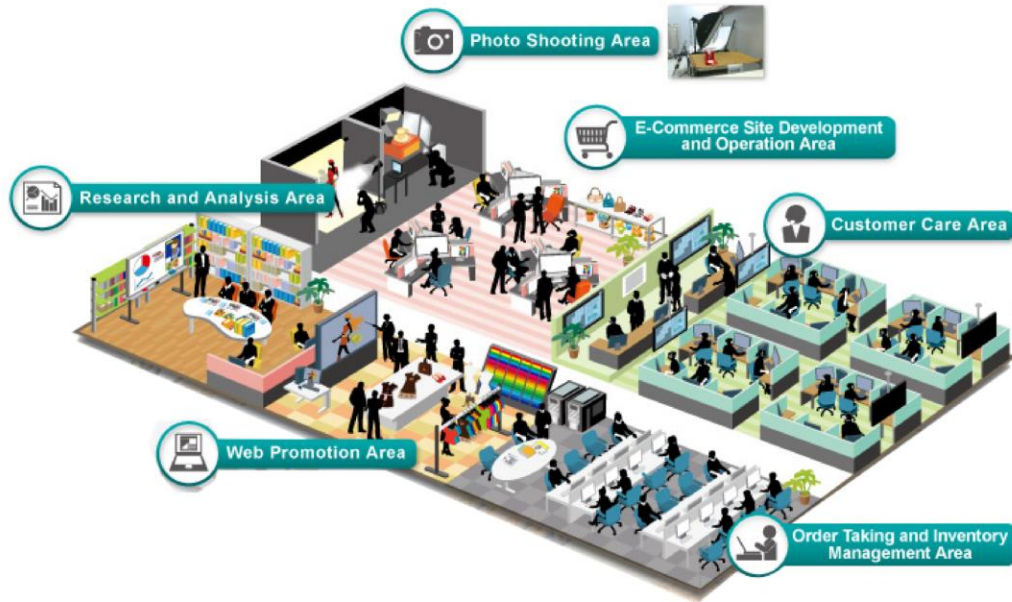 Photo Shooting Area
E-Commerce Site Development
and Operation Area
Research and Analysis Area
Customer Care Area
Web Promotion Area
Order Taking and Inventory
Management Area